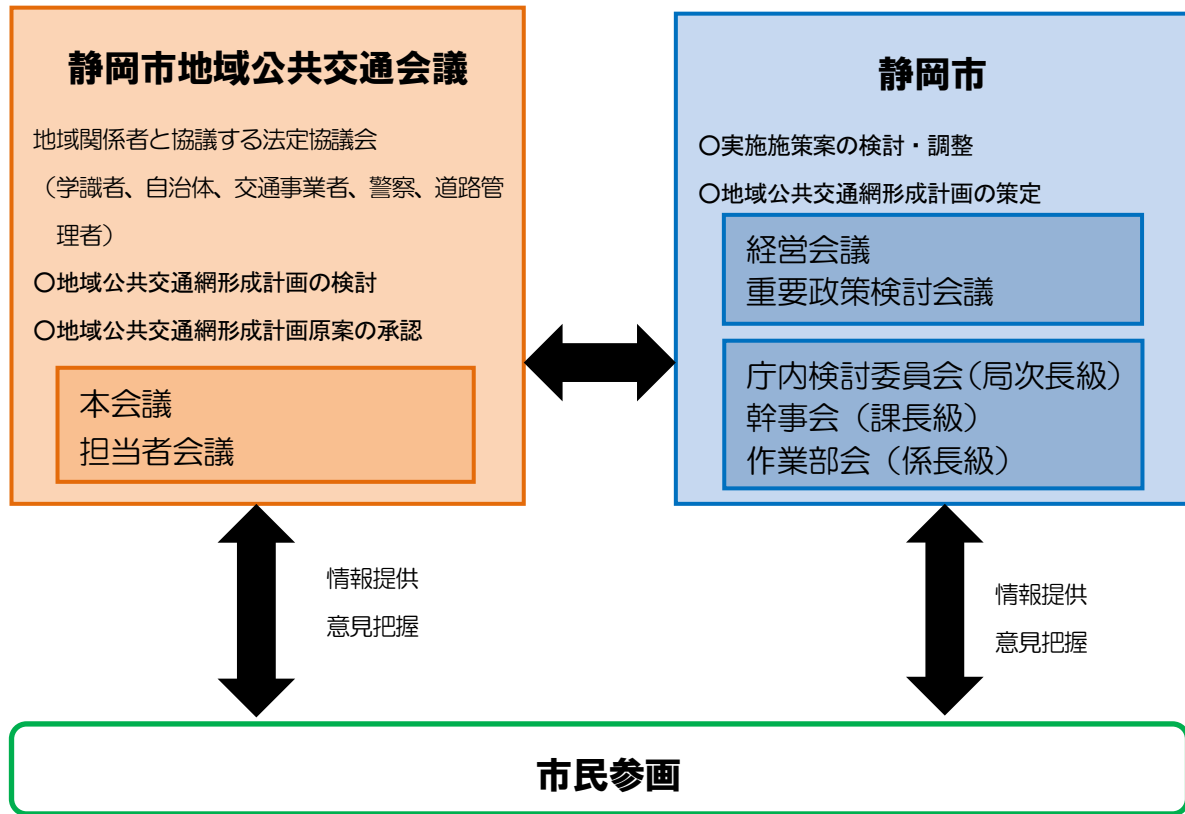 静岡市地域公共交通会議
地域関係者と協議する法定協議会
（学識者、自治体、交通事業者、警察、道路管
理者）
〇地域公共交通網形成計画の検討
〇地域公共交通網形成計画原案の承認
本会議
担当者会議
静岡市
〇実施施策案の検討・調整
〇地域公共交通網形成計画の策定
経営会議
重要政策検討会議
庁内検討委員会（局次長級）
幹事会（課長級）
作業部会（係長級）
情報提供
意見把握
情報提供
意見把握
市民参画